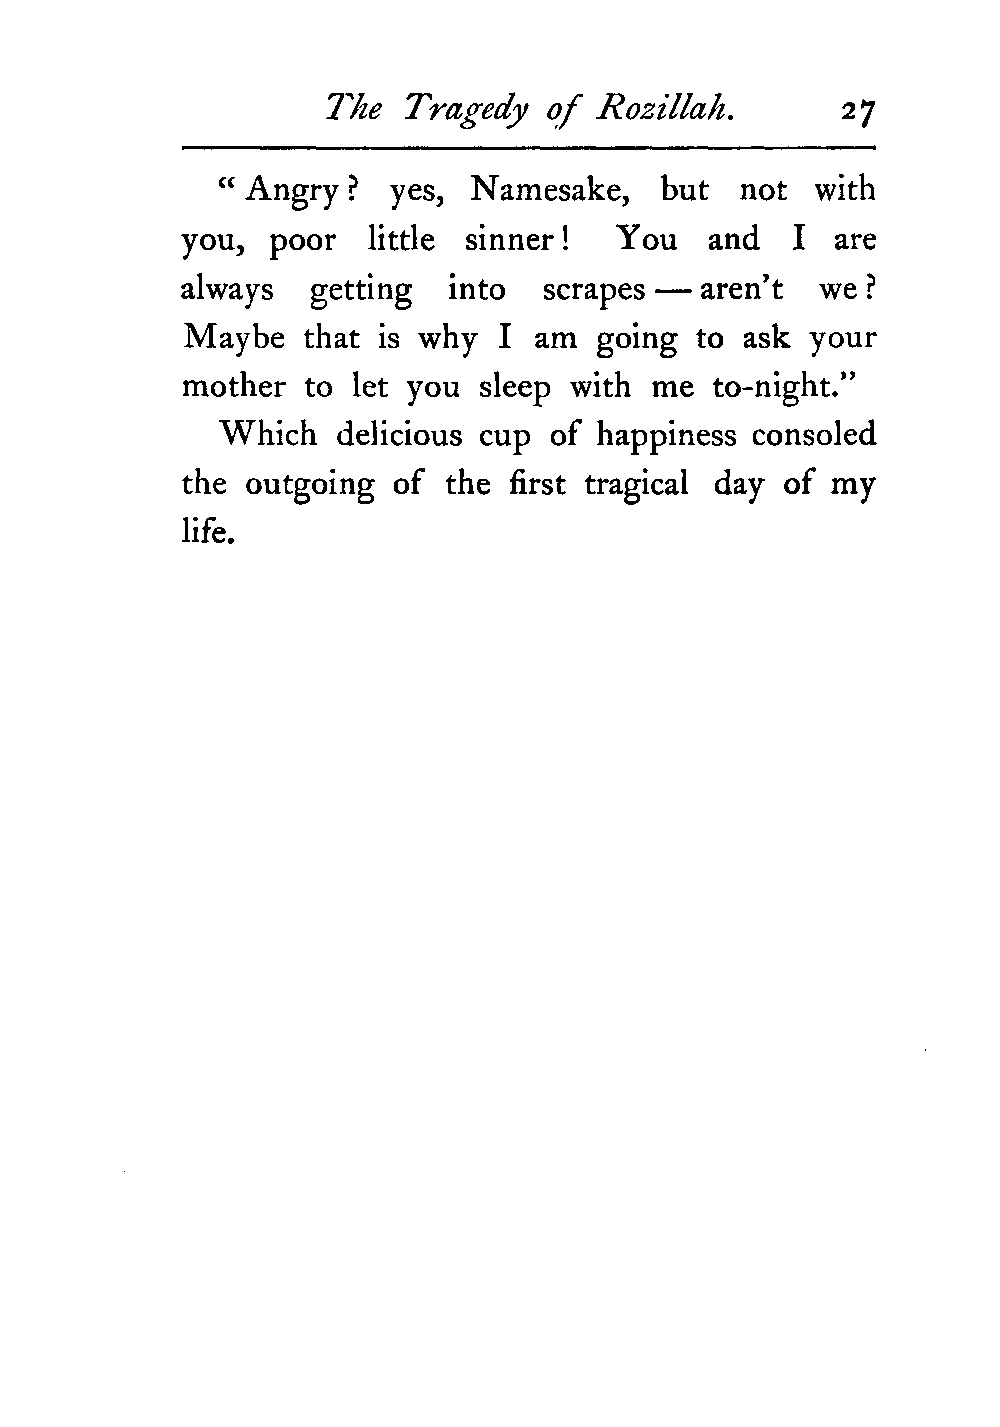 The Tragedy of Rozillah. 27
“ Angry ? yes, Namesake, but not with
you, poor little sinner ! You and I are
always getting into scrapes — aren't we ?
Maybe that is why I am going to ask your
mother to let you sleep with me to-night.”
Which delicious cup of happiness consoled
the outgoing of the first tragical day of my
life.